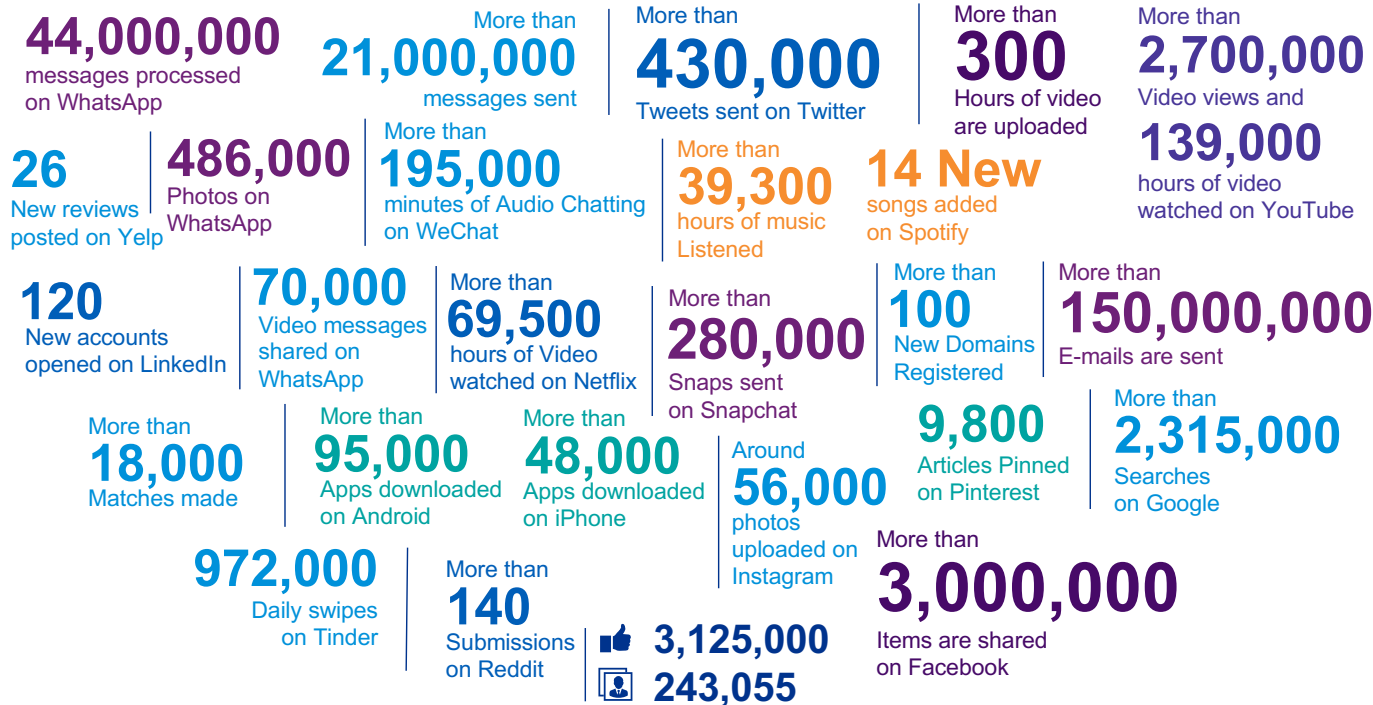 44,000,000
messages processed
on WhatsApp
More than
21,000,000
messages sent
More than
430,000
Tweets sent on Twitter
More than
300
Hours of video
are uploaded
More than
2,700,000
Video views and
139,000
hours of video
watched on YouTube
26
New reviews
posted on Yelp
486,000
Photos on
WhatsApp
More than
195,000
minutes of Audio Chatting
on WeChat
More than
39,300
hours of music
Listened
14 New
songs added
on Spotify
120
New accounts
opened on LinkedIn
70,000
Video messages
shared on
WhatsApp
More than
69,500
hours of Video
watched on Netflix
More than
280,000
Snaps sent
on Snapchat
More than
100
New Domains
Registered
More than
150,000,000
E-mails are sent
More than
18,000
Matches made
More than
95,000
Apps downloaded
on Android
More than
48,000
Apps downloaded
on iPhone
Around
56,000
photos
uploaded on
Instagram
9,800
Articles Pinned
on Pinterest
More than
2,315,000
Searches
on Google
972,000
Daily swipes
on Tinder
More than
140
Submissions
on Reddit
3,125,000
243,055
More than
3,000,000
Items are shared
on Facebook